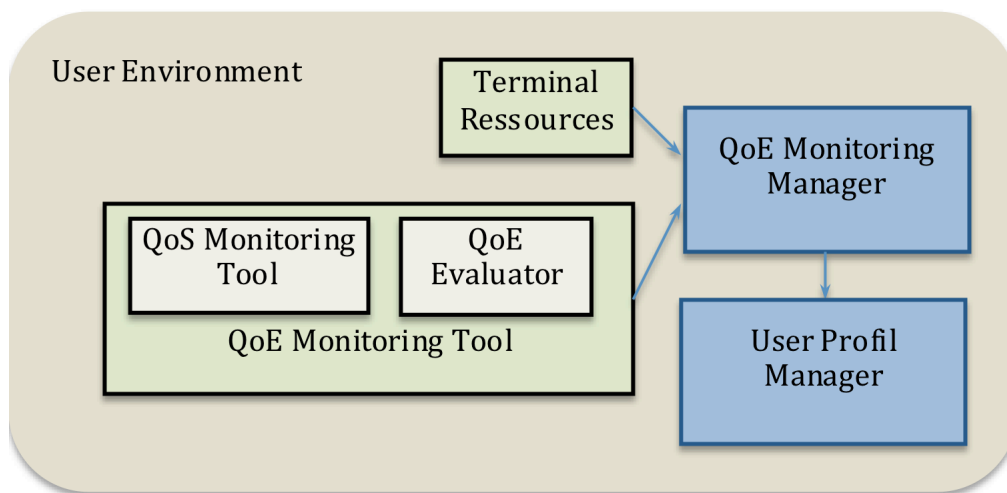 User Environment
Terminal
Ressources
QoE Monitoring
Manager
QoS Monitoring
Tool
QoE
Evaluator
QoE Monitoring Tool
User Profil
Manager